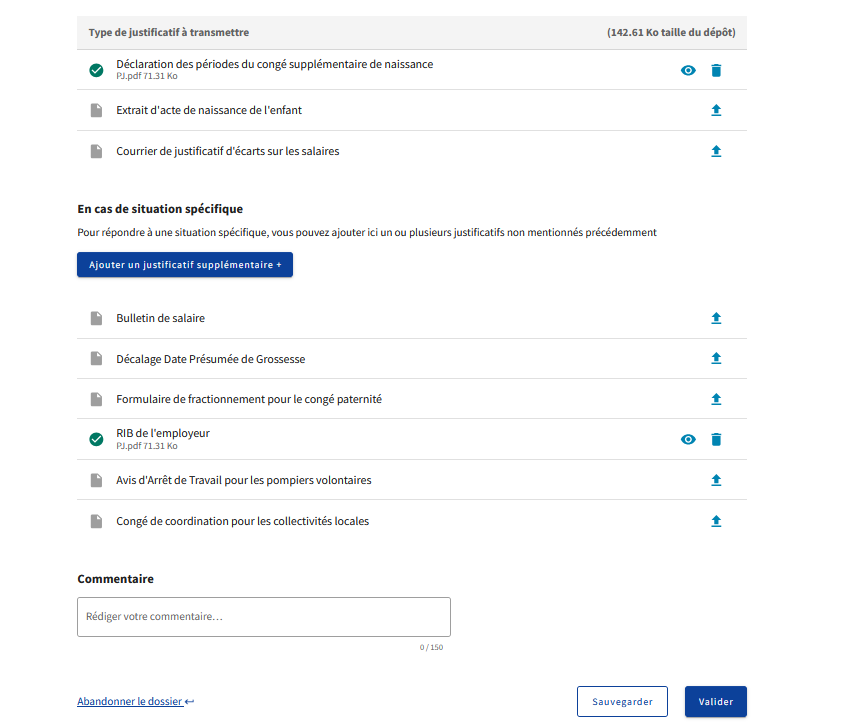 Type de justificatif à transmettre (142.61 Ko taille du dépôt)
Déclaration des périodes du congé supplémentaire de naissance
PJ.pdf 71.31 Ko
Extrait d'acte de naissance de l'enfant
Courrier de justificatif d'écarts sur les salaires
En cas de situation spécifique
Pour répondre à une situation spécifique, vous pouvez ajouter ici un ou plusieurs justificatifs non mentionnés précédemment
Ajouter un justificatif supplémentaire +
Bulletin de salaire
Décalage Date Présumée de Grossesse
Formulaire de fractionnement pour le congé paternité
RIB de l'employeur
PJ.pdf 71.31 Ko
Avis d'Arrêt de Travail pour les pompiers volontaires
Congé de coordination pour les collectivités locales
Commentaire
Rédiger votre commentaire...
0 / 150
Abandonner le dossier ↩ Sauvegarder Valider